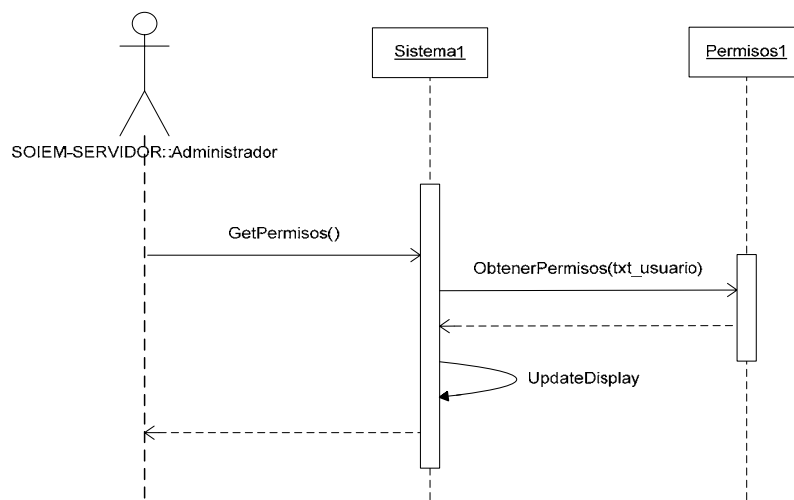 Sistema1
Permisos1
SOIEM-SERVIDOR::Administrador
GetPermisos()
ObtenerPermisos(txt_usuario)
UpdateDisplay